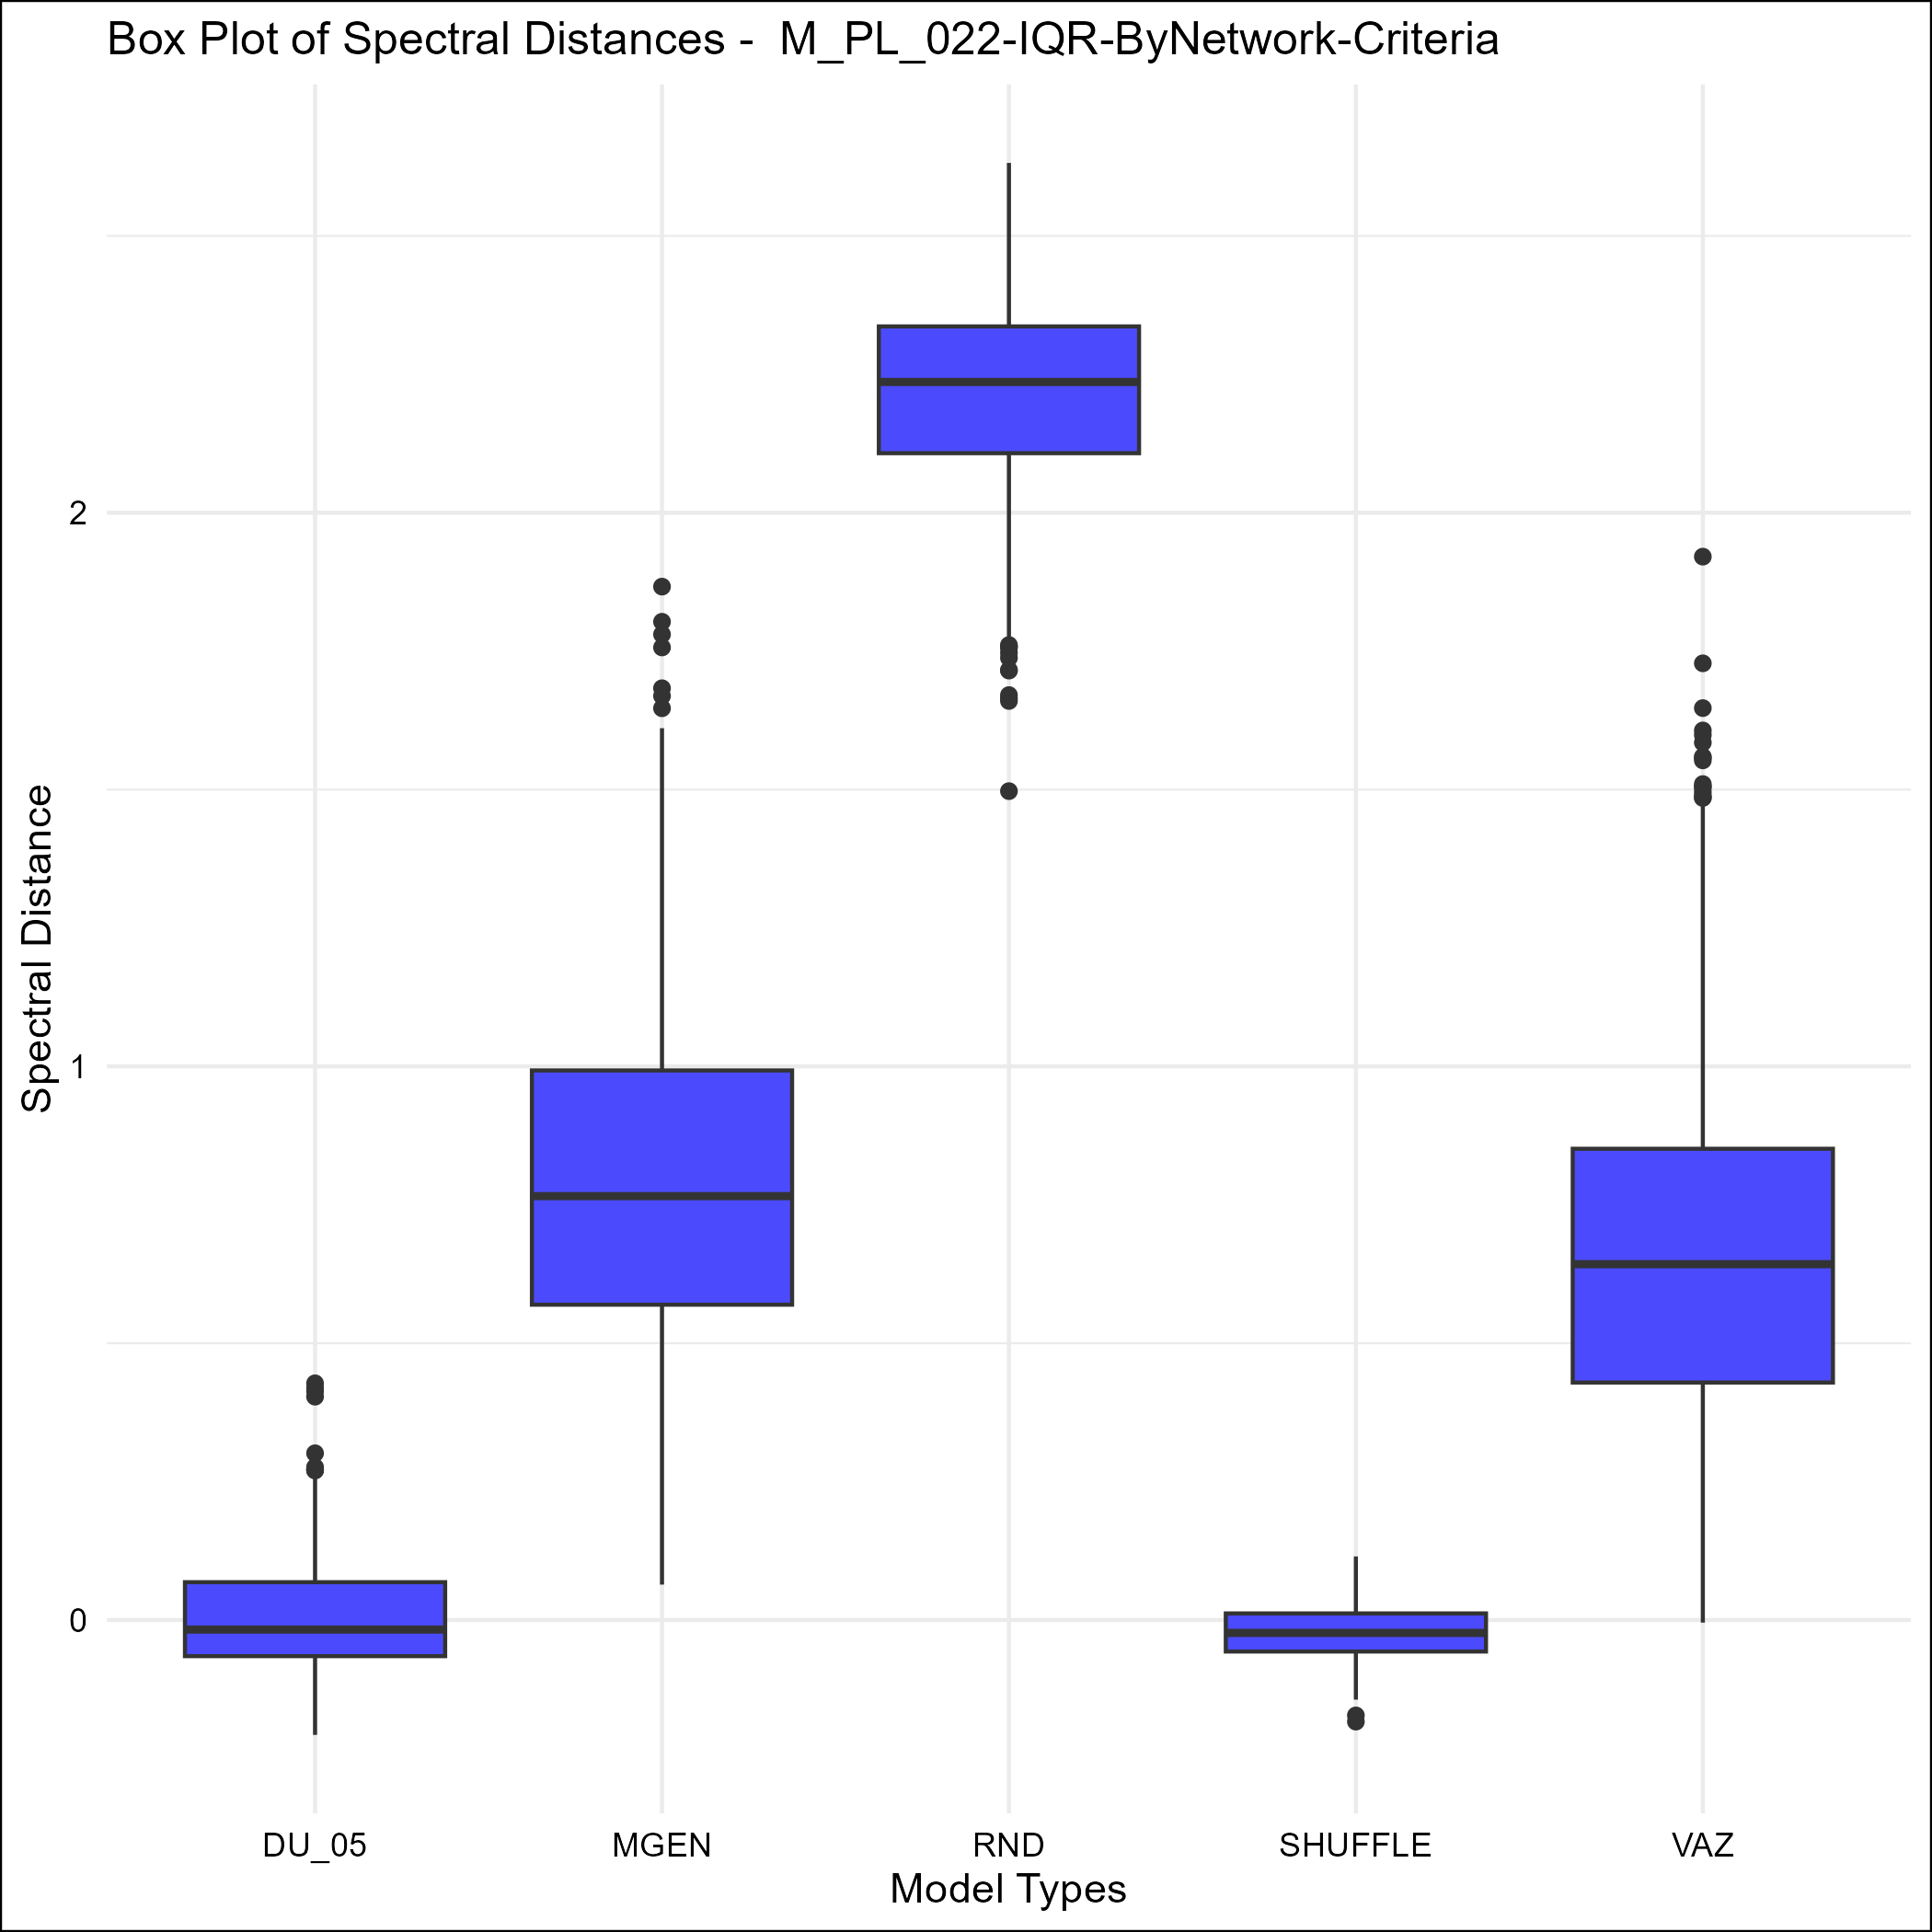 Box Plot of Spectral Distances -  M_PL_022-IQR-ByNetwork-Criteria
Spectral Distance
2
1
0
DU_05 MGEN RND SHUFFLE VAZ
Model Types